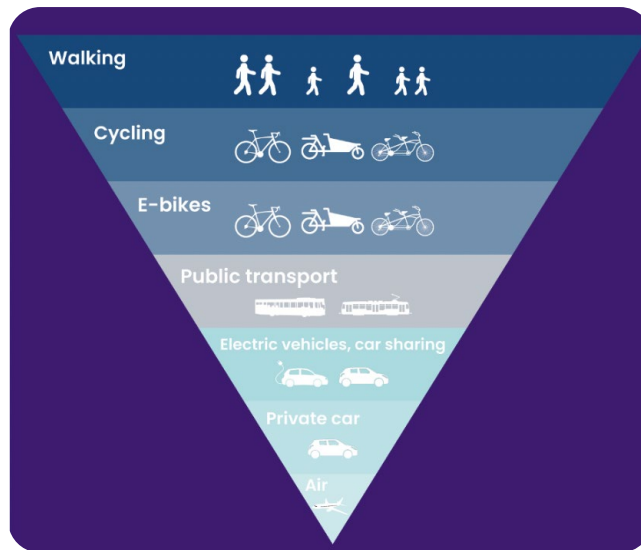 Walking
Cycling
E-bikes
Public transport
Electric vehicles, car sharing
Private car
Air